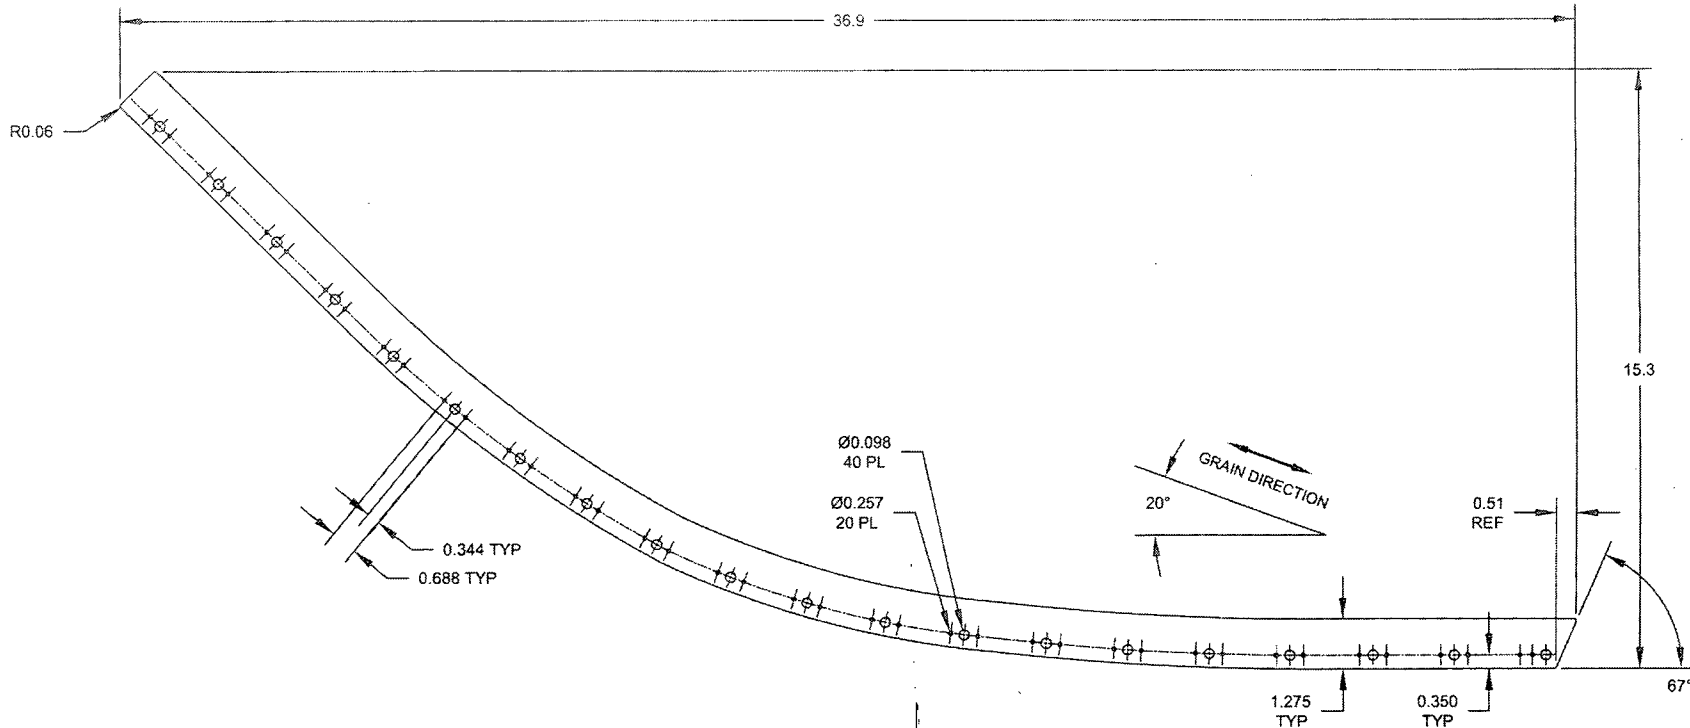 36.9
R0.06
15.3
Ø0.098
40 PL
GRAIN DIRECTION
20°
Ø0.257
20 PL
0.51
REF
0.344 TYP
0.688 TYP
67°
1.275
TYP
0.350
TYP